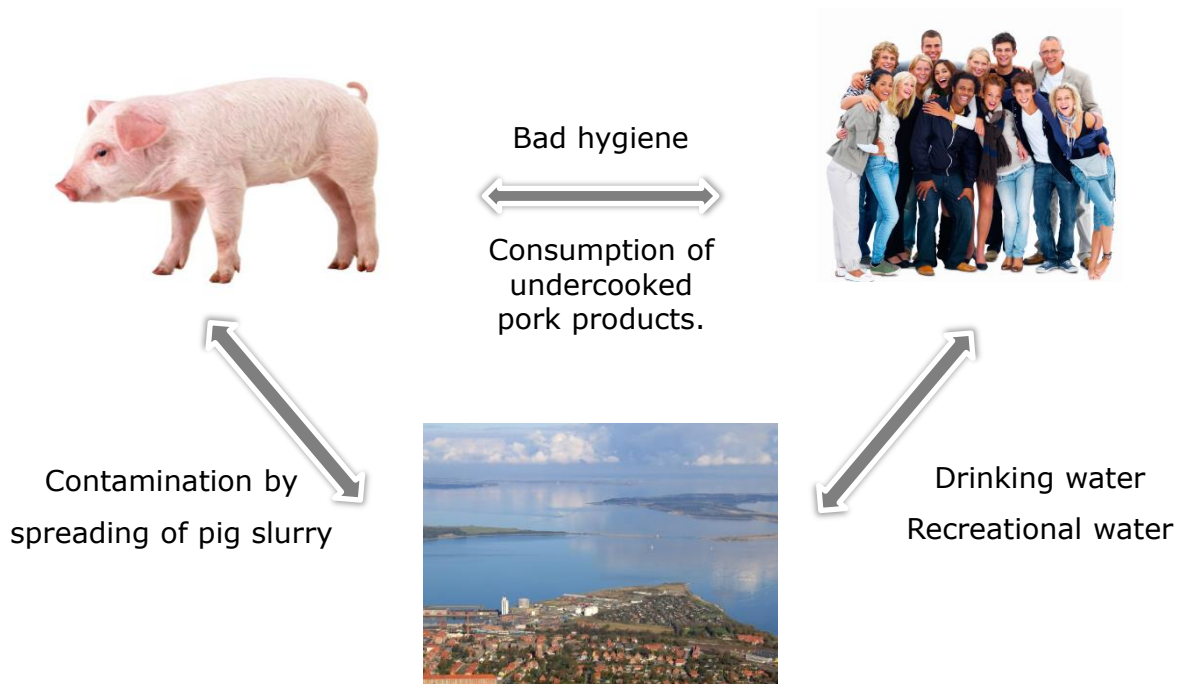 Bad hygiene
Consumption of
undercooked
pork products.
Contamination by
spreading of pig slurry
Drinking water
Recreational water